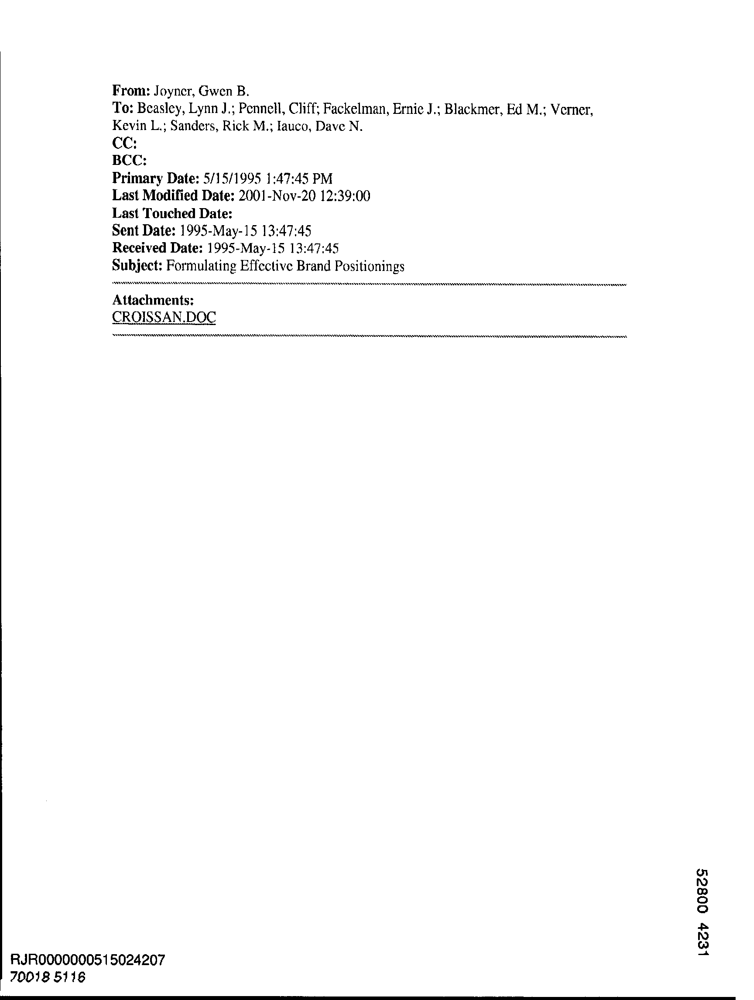 From: Joyner, Gwen B.
To: Beasley, Lynn J.; Pennell, Cliff; Fackelman, Ernie J.; Blackmer, Ed M.; Verner,
Kevin L.; Sanders, Rick M.; Iauco, Dave N.
CC:
BCC:
Primary Date: 5/15/1995 1:47:45 PM
Last Modified Date: 2001-Nov-20 12:39:00
Last Touched Date:
Sent Date: 1995-May-15 13:47:45
Received Date: 1995-May-15 13:47:45
Subject: Formulating Effective Brand Positionings
Attachments:
CROISSAN.DOC
52800 4231
RJR0000000515024207
70018 5116